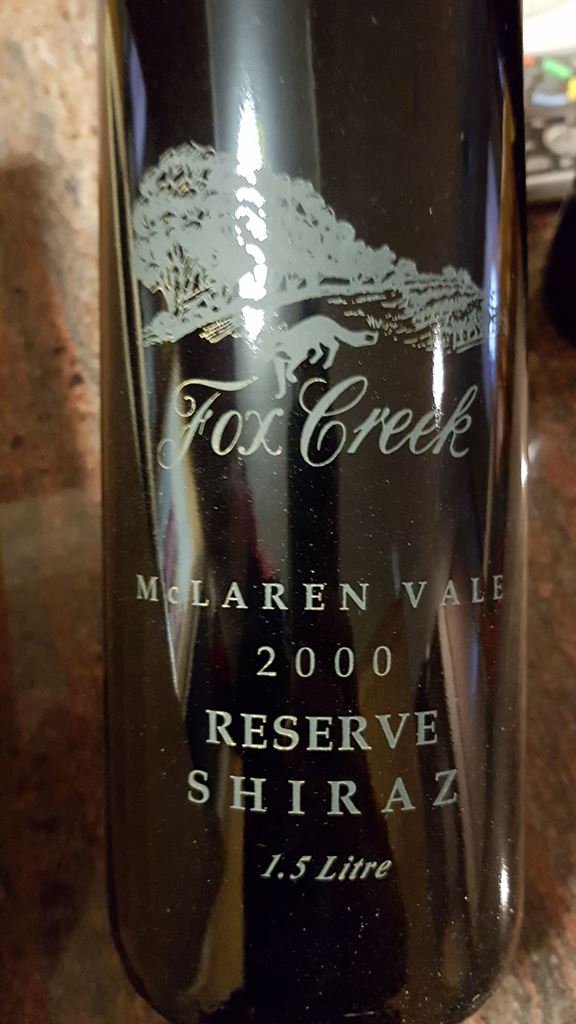 Fox Creek
McLAREN VALE
2000
RESERVE
SHIRAZ
1.5 Litre